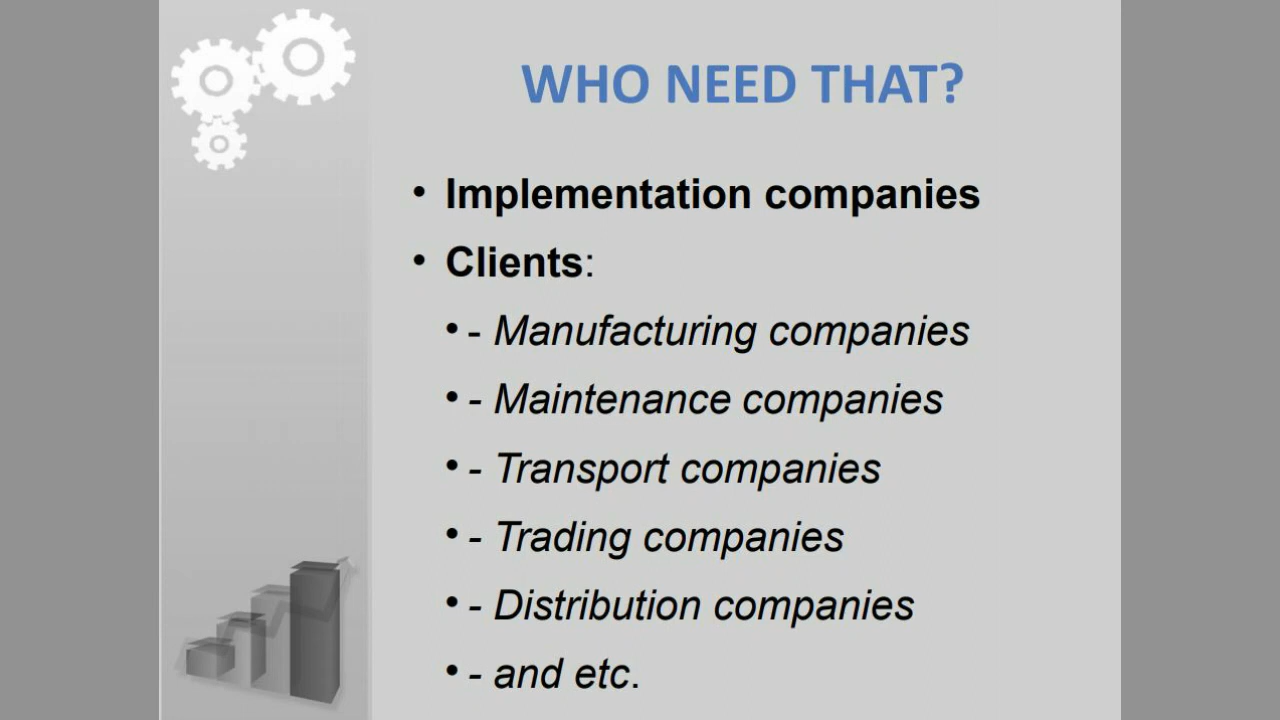 WHO NEED THAT?
• Implementation companies
• Clients:
• - Manufacturing companies
• - Maintenance companies
• - Transport companies
• - Trading companies
• - Distribution companies
• - and etc.